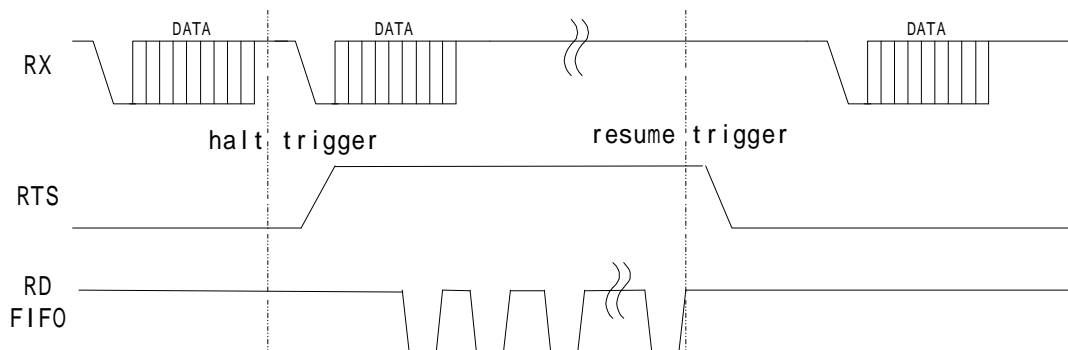 DATA DATA DATA
RX
halt trigger resume trigger
RTS
RD
FIFO